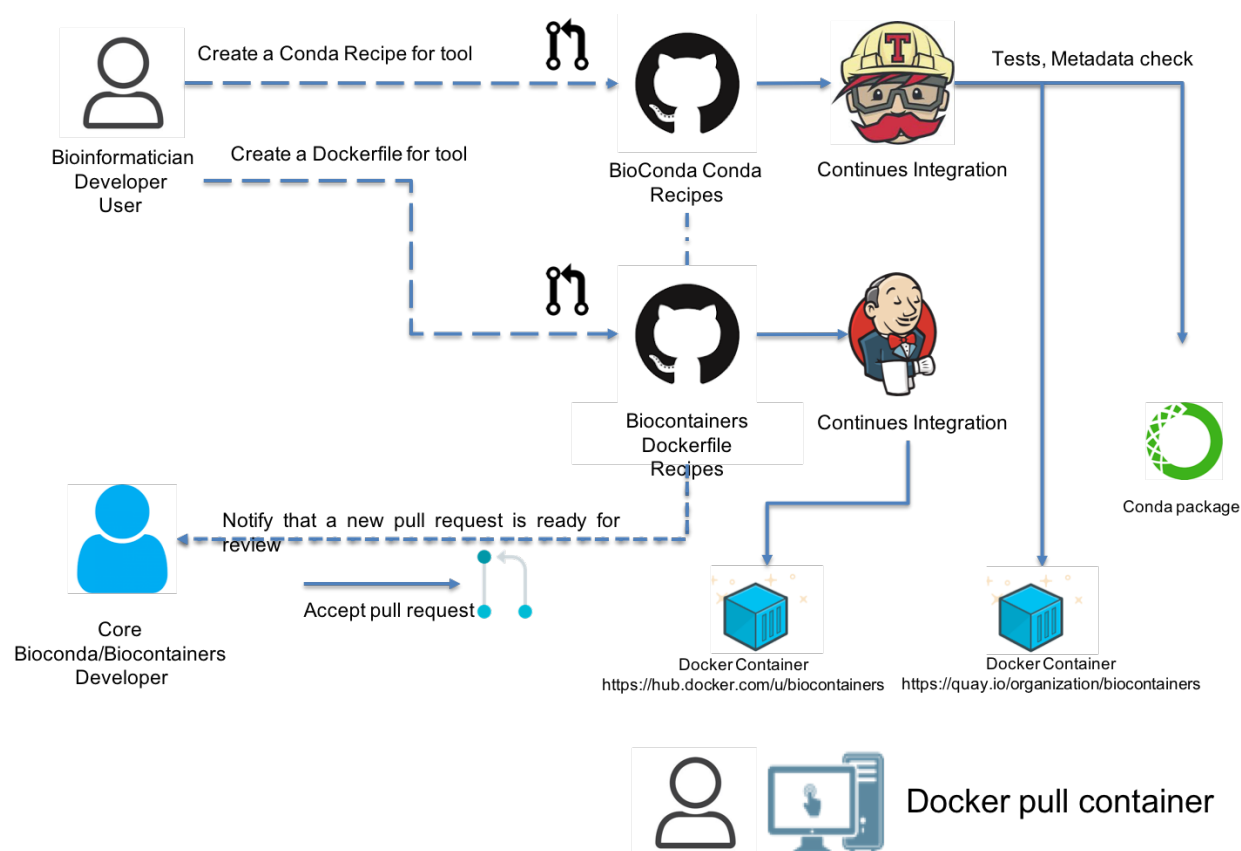 Create a Conda Recipe for tool
T
Tests, Metadata check
Bioinformatician
Developer
User
Create a Dockerfile for tool
BioConda Conda
Recipes
Continues Integration
Biocontainers
Dockerfile
Recipes
Continues Integration
Conda package
Notify that a new pull request is ready for
review
Accept pull request
Core
Bioconda/Biocontainers
Developer
Docker Container
https://hub.docker.com/u/biocontainers
Docker Container
https://quay.io/organization/biocontainers
Docker pull container